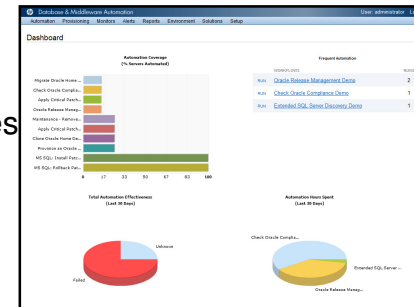 Database & Middleware Automation
User: administrator
Automation Provisioning Monitors Alerts Reports Environment Solutions Setup
Dashboard
es
Automation Coverage
(% Servers Automated)
Migrate Oracle Home ...
Check Oracle Complia...
Apply Critical Patch...
Oracle Release Manag...
Maintenance - Remove...
Apply Critical Patch...
Clone Oracle Home Da...
Provision an Oracle ...
MS SQL: Install Patc...
MS SQL: Rollback Pat...
0 17 33 50 67 83 100
Frequent Automation
WORKFLOWS RUNS
RUN Oracle Release Management Demo 2
RUN Check Oracle Compliance Demo 1
RUN Extended SQL Server Discovery Demo 1
Total Automation Effectiveness
(Last 30 Days)
Unknown
Failed
Automation Hours Spent
(Last 30 Days)
Check Oracle Complia...
Extended SQL Server ...
Oracle Release Manag...